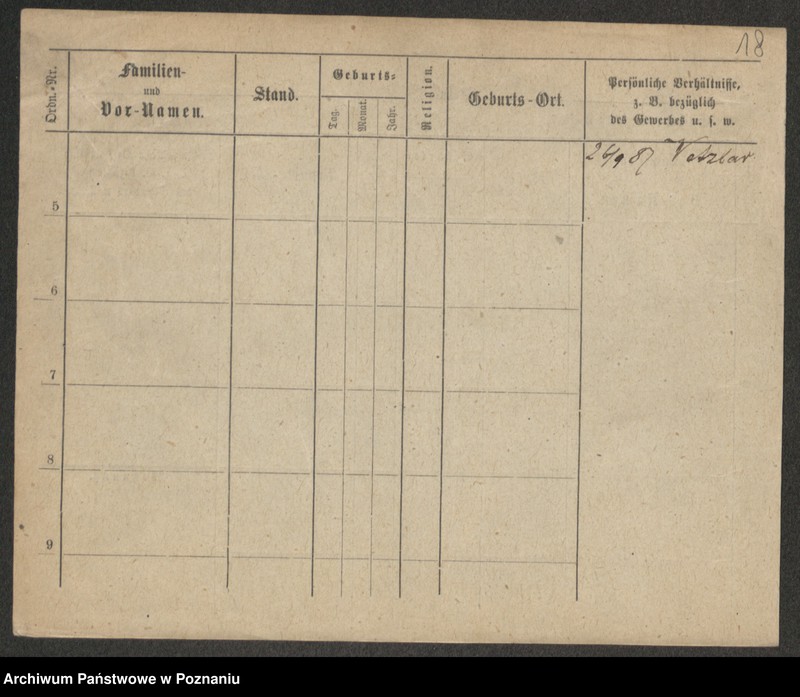 18
Ordn.-Nr.
Familien-
und
Vor-Namen.
Stand.
Geburts=
Tag.
Monat.
Jahr.
Religion.
Geburts-Ort.
Persönliche Verhältnisse,
z. B. bezüglich
des Gewerbes u. s. w.
26/9 87 Wetzlar
5
6
7
8
9
Archiwum Państwowe w Poznaniu